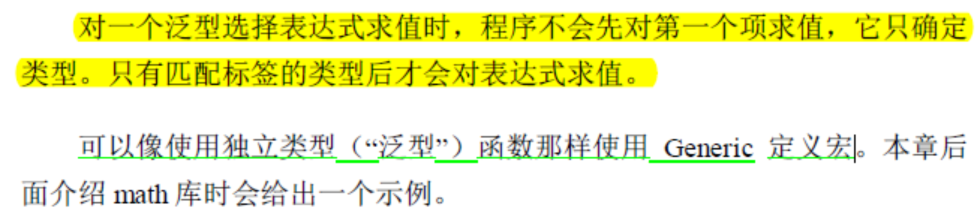 对一个泛型选择表达式求值时，程序不会先对第一个项求值，它只确定
类型。只有匹配标签的类型后才会对表达式求值。
可以像使用独立类型（“泛型”）函数那样使用 Generic 定义宏。本章后
面介绍 math 库时会给出一个示例。